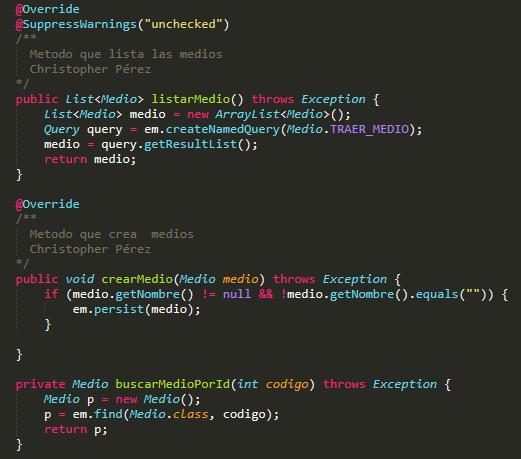 @Override
@SuppressWarnings("unchecked")
/**
Metodo que lista las medios
Christopher Pérez
*/
public List<Medio> listarMedio() throws Exception {
List<Medio> medio = new ArrayList<Medio>();
Query query = em.createNamedQuery(Medio.TRAER_MEDIO);
medio = query.getResultList();
return medio;
}
@Override
/**
Metodo que crea  medios
Christopher Pérez
*/
public void crearMedio(Medio medio) throws Exception {
if (medio.getNombre() != null && !medio.getNombre().equals("")) {
em.persist(medio);
}
}
private Medio buscarMedioPorId(int codigo) throws Exception {
Medio p = new Medio();
p = em.find(Medio.class, codigo);
return p;
}